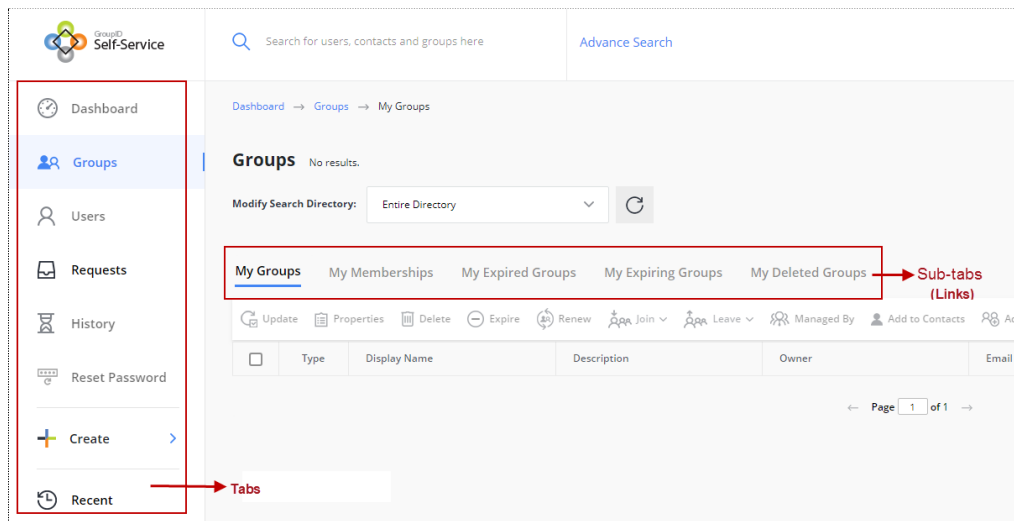 GroupID
Self-Service
Search for users, contacts and groups here
Advance Search
Dashboard
Groups
Users
Requests
History
Reset Password
Create
Recent
Dashboard → Groups → My Groups
Groups No results.
Modify Search Directory: Entire Directory
My Groups My Memberships My Expired Groups My Expiring Groups My Deleted Groups
Sub-tabs
(Links)
Update Properties Delete Expire Renew Join Leave Managed By Add to Contacts
Type Display Name Description Owner Email
← Page 1 of 1 →
Tabs